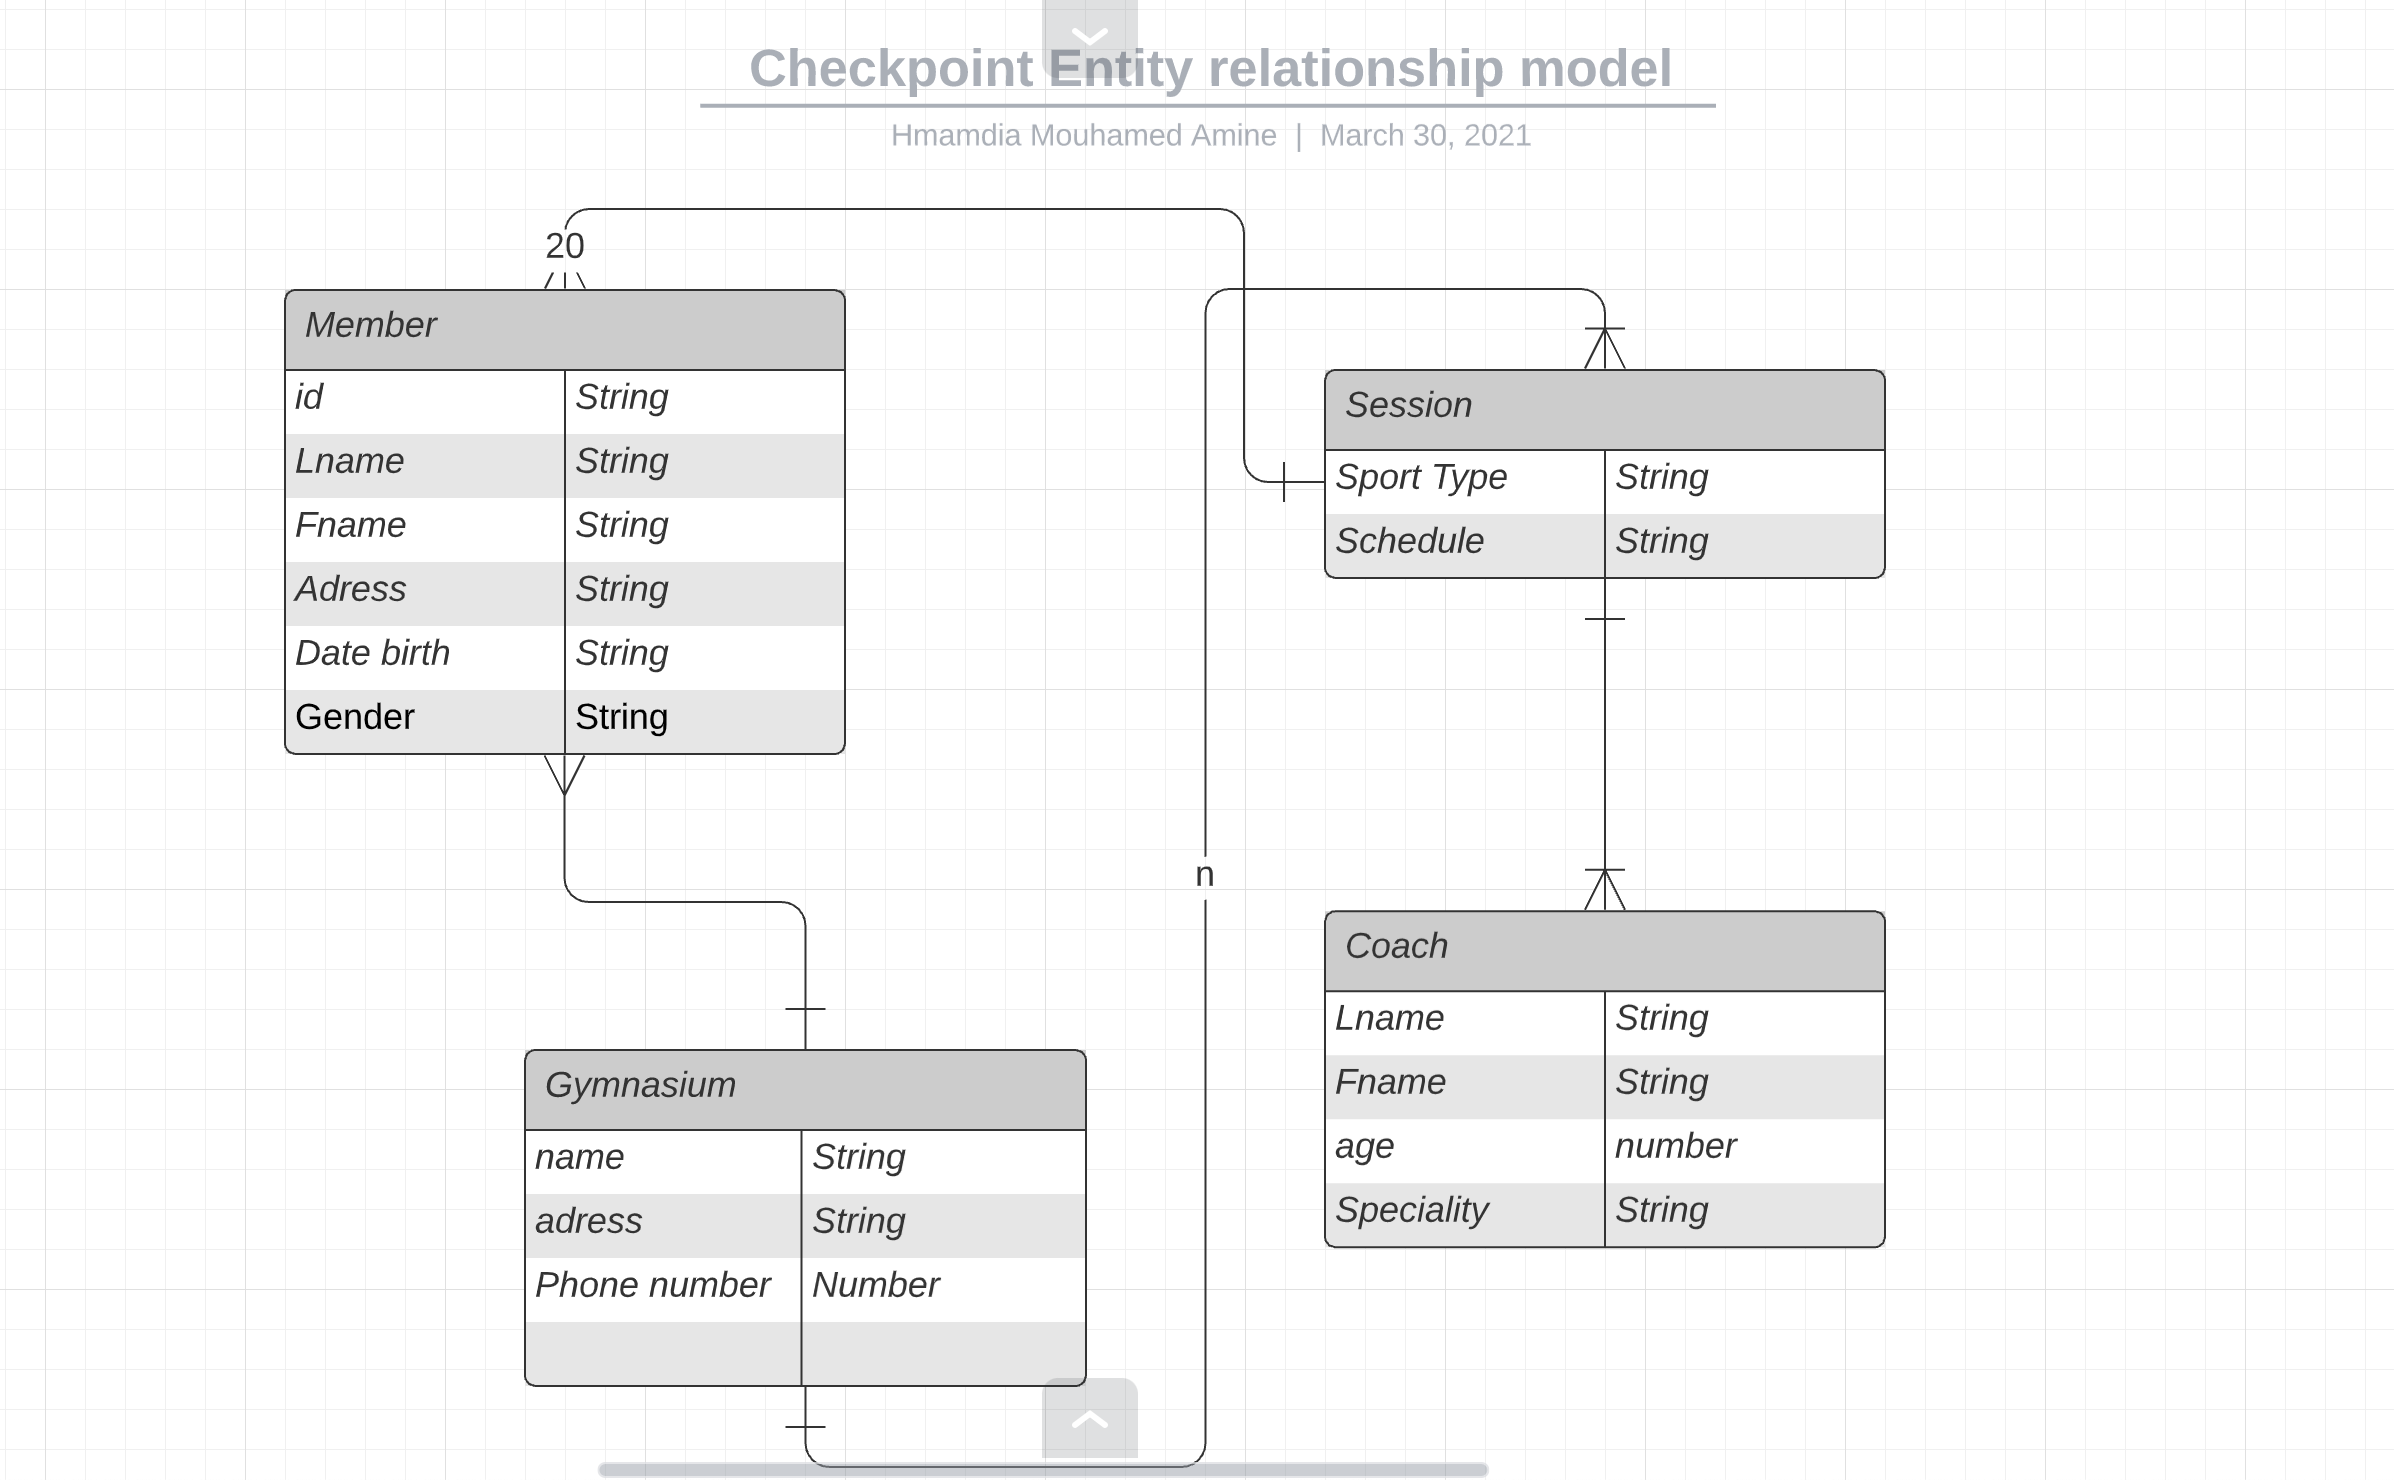 Checkpoint Entity relationship model
Hmamdia Mouhamed Amine | March 30, 2021
20
Member
id String
Lname String
Fname String
Adress String
Date birth String
Gender String
Session
Sport Type String
Schedule String
n
Coach
Lname String
Fname String
age number
Speciality String
Gymnasium
name String
adress String
Phone number Number